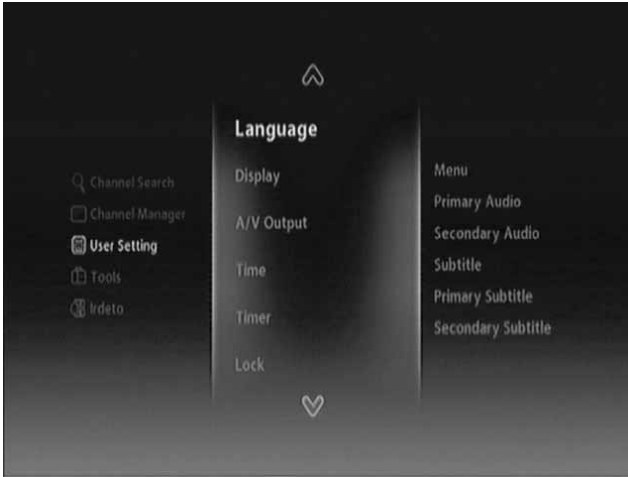 Channel Search
Channel Manager
User Setting
Tools
Irdeto
Language
Display
A/V Output
Time
Timer
Lock
Menu
Primary Audio
Secondary Audio
Subtitle
Primary Subtitle
Secondary Subtitle